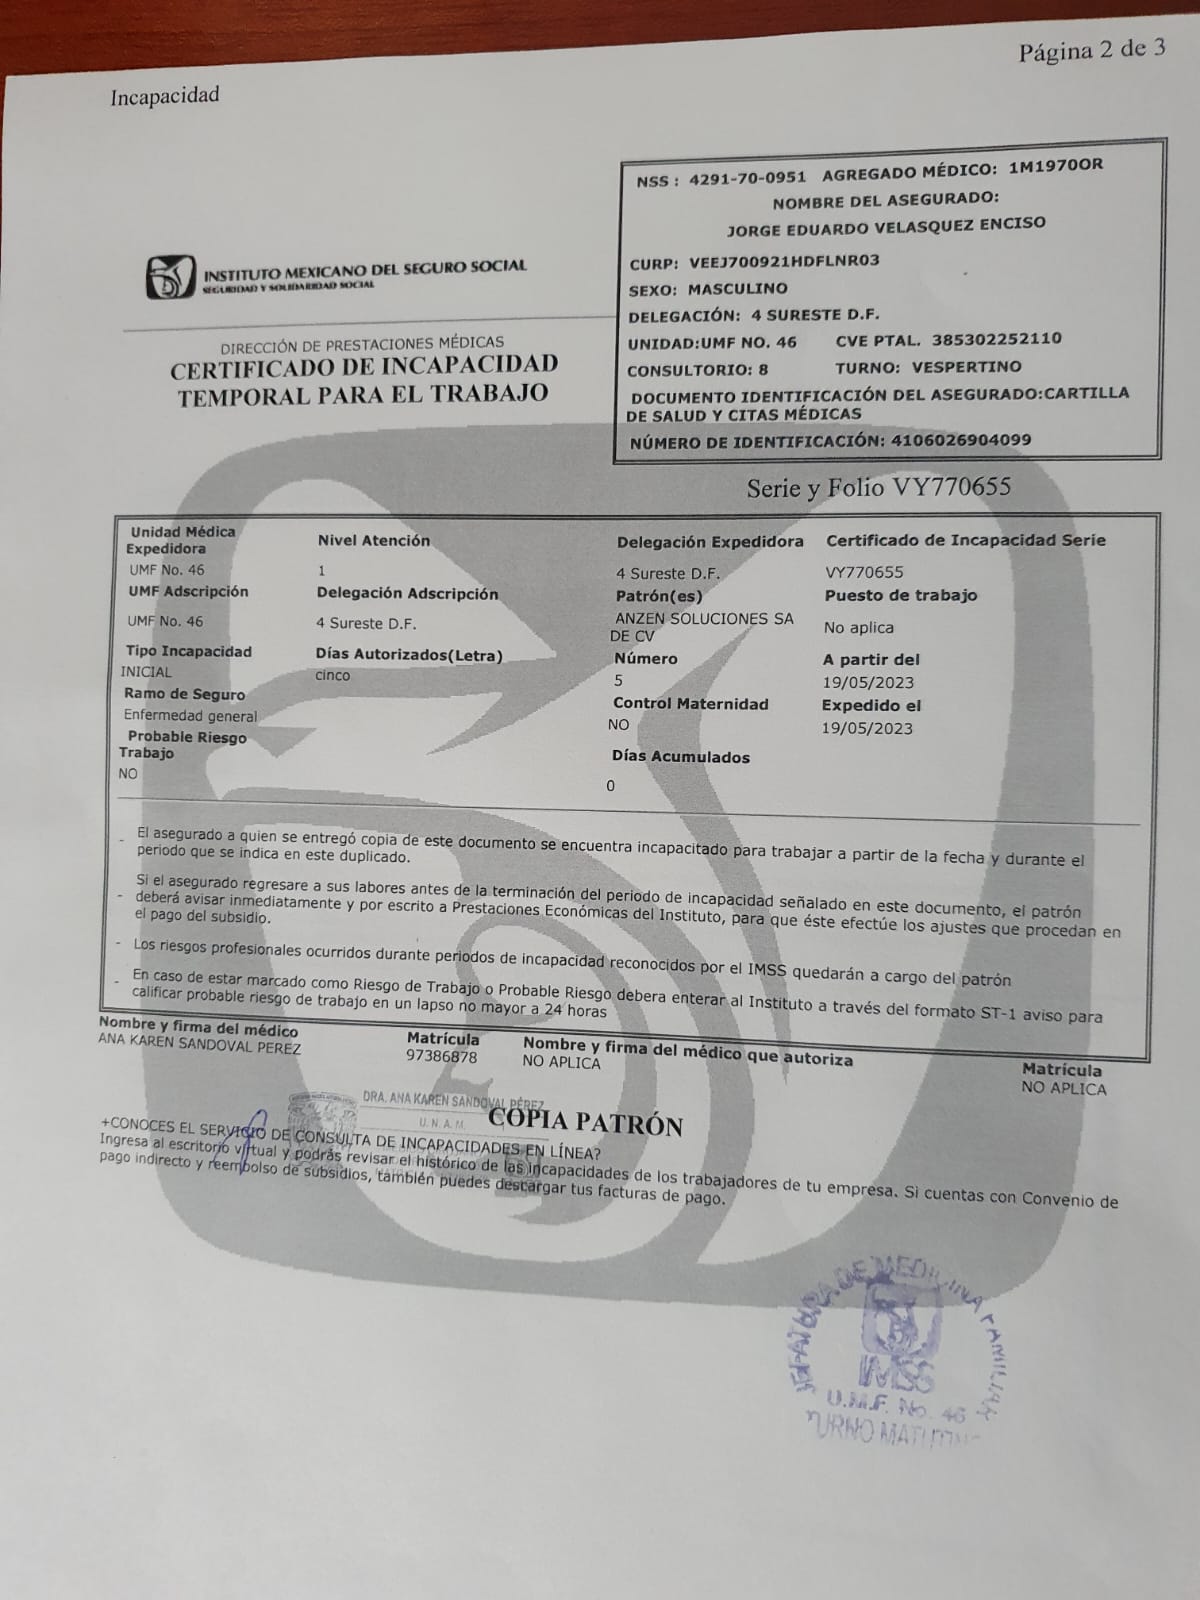 Página 2 de 3
Incapacidad
NSS : 4291-70-0951 AGREGADO MÉDICO: 1M1970OR
NOMBRE DEL ASEGURADO:
JORGE EDUARDO VELASQUEZ ENCISO
CURP: VEEJ700921HDFLNR03
SEXO: MASCULINO
DELEGACIÓN: 4 SURESTE D.F.
UNIDAD:UMF NO. 46 CVE PTAL. 385302252110
CONSULTORIO: 8 TURNO: VESPERTINO
DOCUMENTO IDENTIFICACIÓN DEL ASEGURADO:CARTILLA
DE SALUD Y CITAS MÉDICAS
NÚMERO DE IDENTIFICACIÓN: 4106026904099
INSTITUTO MEXICANO DEL SEGURO SOCIAL
SEGURIDAD Y SOLIDARIDAD SOCIAL
DIRECCIÓN DE PRESTACIONES MÉDICAS
CERTIFICADO DE INCAPACIDAD
TEMPORAL PARA EL TRABAJO
Serie y Folio VY770655
Unidad Médica
Expedidora
Nivel Atención
Delegación Expedidora
Certificado de Incapacidad Serie
UMF No. 46
1
4 Sureste D.F.
VY770655
UMF Adscripción
Delegación Adscripción
Patrón(es)
Puesto de trabajo
UMF No. 46
4 Sureste D.F.
ANZEN SOLUCIONES SA
DE CV
No aplica
Tipo Incapacidad
Días Autorizados(Letra)
Número
A partir del
INICIAL
cinco
5
19/05/2023
Ramo de Seguro
Control Maternidad
Expedido el
Enfermedad general
NO
19/05/2023
Probable Riesgo
Trabajo
Días Acumulados
NO
0
- El asegurado a quien se entregó copia de este documento se encuentra incapacitado para trabajar a partir de la fecha y durante el
periodo que se indica en este duplicado.
Si el asegurado regresare a sus labores antes de la terminación del periodo de incapacidad señalado en este documento, el patrón
- deberá avisar inmediatamente y por escrito a Prestaciones Económicas del Instituto, para que éste efectúe los ajustes que procedan en
el pago del subsidio.
- Los riesgos profesionales ocurridos durante periodos de incapacidad reconocidos por el IMSS quedarán a cargo del patrón
- En caso de estar marcado como Riesgo de Trabajo o Probable Riesgo debera enterar al Instituto a través del formato ST-1 aviso para
calificar probable riesgo de trabajo en un lapso no mayor a 24 horas
Nombre y firma del médico
Matrícula
Nombre y firma del médico que autoriza
Matrícula
ANA KAREN SANDOVAL PEREZ
97386878
NO APLICA
NO APLICA
DRA. ANA KAREN SANDOVAL PÉREZ
U.N.A.M.
COPIA PATRÓN
+CONOCES EL SERVICIO DE CONSULTA DE INCAPACIDADES EN LÍNEA?
Ingresa al escritorio virtual y podrás revisar el histórico de las incapacidades de los trabajadores de tu empresa. Si cuentas con Convenio de
pago indirecto y reembolso de subsidios, también puedes descargar tus facturas de pago.
JEFATURA DE MEDICINA FAMILIAR
IMSS
U.M.F. No. 46
TURNO MATUTINO